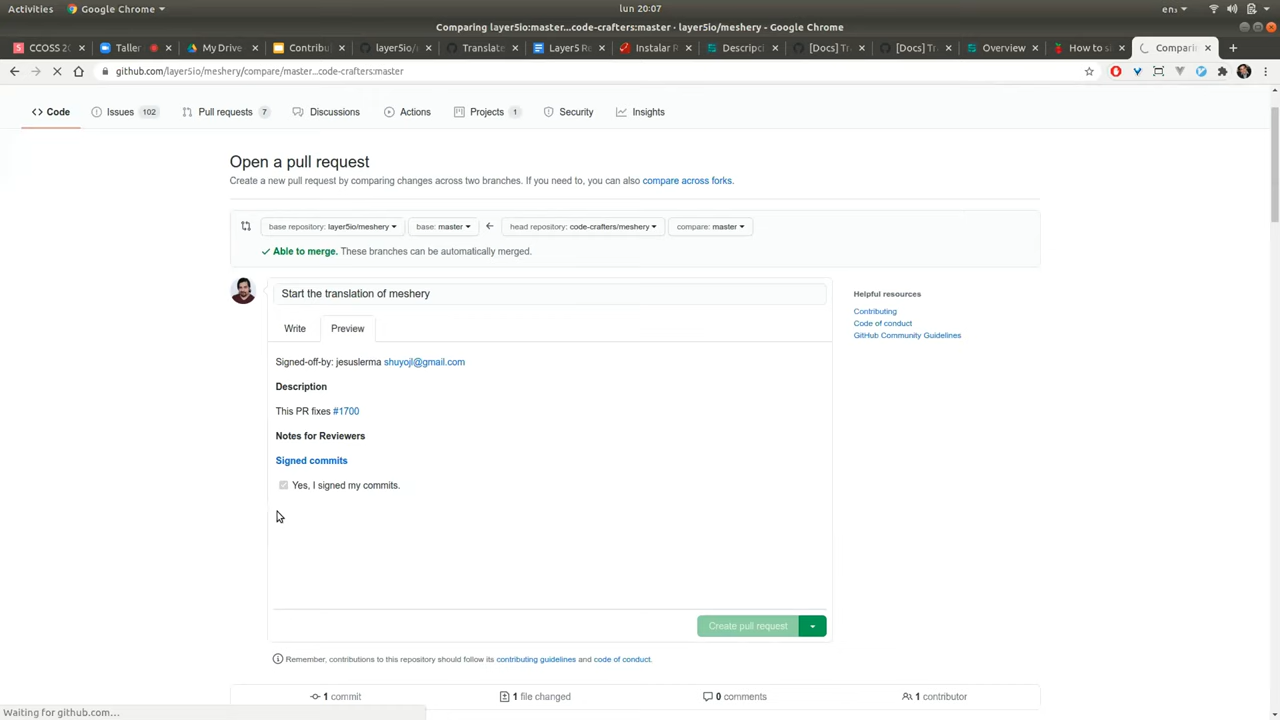 Actividades Google Chrome lun 20:07 ens
Comparing layer5io:master...code-crafters:master · layer5io/meshery - Google Chrome
CCOSS 20 Taller My Drive Contribu layer5io/ Translate Layer5 Re Instalar R Descripci [Docs] Tr [Docs] Tr Overview How to s Compari
github.com/layer5io/meshery/compare/master...code-crafters:master
Code Issues 102 Pull requests 7 Discussions Actions Projects 1 Security Insights
Open a pull request
Create a new pull request by comparing changes across two branches. If you need to, you can also compare across forks.
base repository: layer5io/meshery base: master head repository: code-crafters/meshery compare: master
Able to merge. These branches can be automatically merged.
Start the translation of meshery
Helpful resources
Contributing
Code of conduct
GitHub Community Guidelines
Write Preview
Signed-off-by: jesuslerma shuyojl@gmail.com
Description
This PR fixes #1700
Notes for Reviewers
Signed commits
Yes, I signed my commits.
Create pull request
Remember, contributions to this repository should follow its contributing guidelines and code of conduct.
1 commit 1 file changed 0 comments 1 contributor
Waiting for github.com...